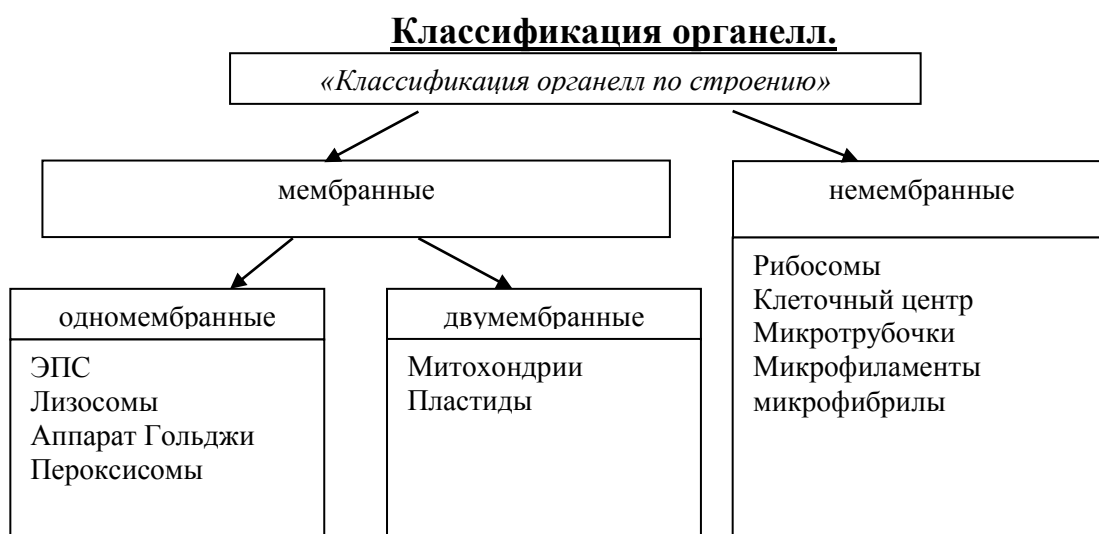 Классификация органелл.
«Классификация органелл по строению»
мембранные
немембранные
одномембранные
ЭПС
Лизосомы
Аппарат Гольджи
Пероксисомы
двумембранные
Митохондрии
Пластиды
Рибосомы
Клеточный центр
Микротрубочки
Микрофиламенты
микрофибрилы